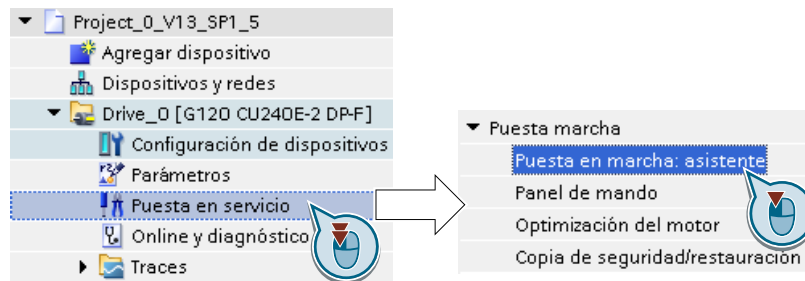 Project_0_V13_SP1_5
Agregar dispositivo
Dispositivos y redes
Drive_0 [G120 CU240E-2 DP-F]
Configuración de dispositivos
Parámetros
Puesta en servicio
Online y diagnóstico
Traces
Puesta marcha
Puesta en marcha: asistente
Panel de mando
Optimización del motor
Copia de seguridad/restauración